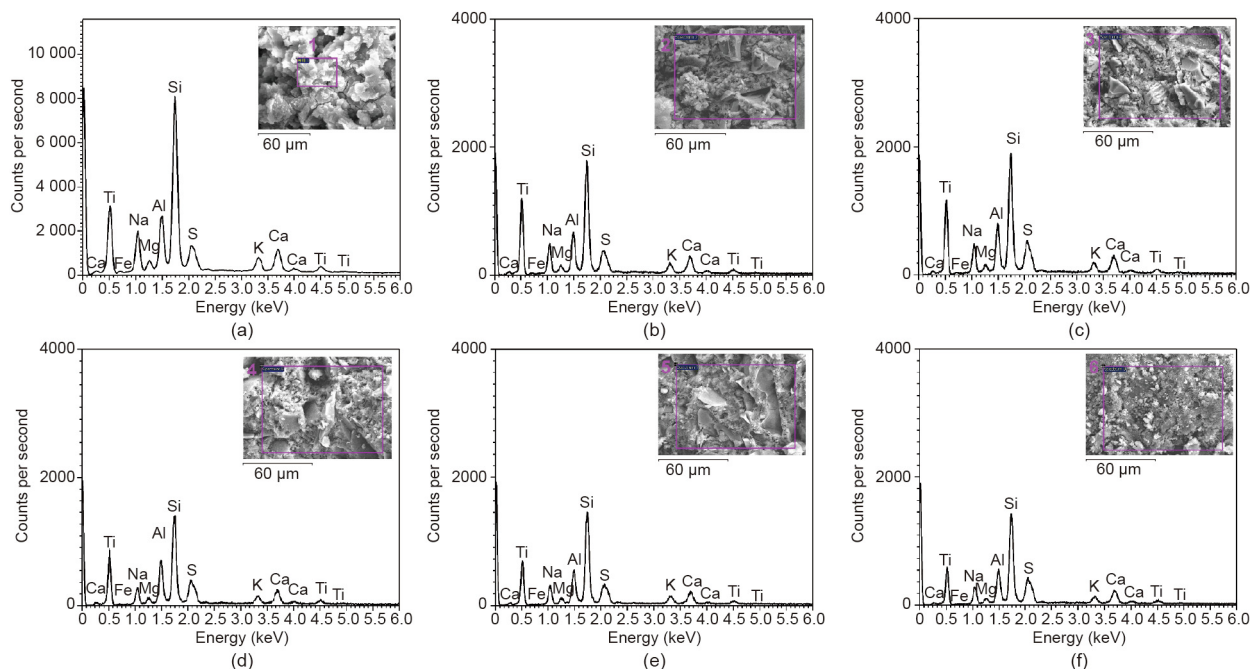 10 000
8 000
6 000
4 000
2 000
0
Counts per second
Ca
Ti
Fe
Na
Mg
Al
Si
S
K
Ca
Ca
Ti
Ti
1
60 μm
0 0.5 1.0 1.5 2.0 2.5 3.0 3.5 4.0 4.5 5.0 5.5 6.0
Energy (keV)
(a)
4000
2000
0
Counts per second
Ca
Ti
Fe
Na
Mg
Al
Si
S
K
Ca
Ca
Ti
Ti
2
60 μm
0 0.5 1.0 1.5 2.0 2.5 3.0 3.5 4.0 4.5 5.0 5.5 6.0
Energy (keV)
(b)
4000
2000
0
Counts per second
Ca
Ti
Fe
Na
Mg
Al
Si
S
K
Ca
Ca
Ti
Ti
3
60 μm
0 0.5 1.0 1.5 2.0 2.5 3.0 3.5 4.0 4.5 5.0 5.5 6.0
Energy (keV)
(c)
4000
2000
0
Counts per second
Ca
Ti
Fe
Na
Mg
Al
Si
S
K
Ca
Ca
Ti
Ti
4
60 μm
0 0.5 1.0 1.5 2.0 2.5 3.0 3.5 4.0 4.5 5.0 5.5 6.0
Energy (keV)
(d)
4000
2000
0
Counts per second
Ca
Ti
Fe
Na
Mg
Al
Si
S
K
Ca
Ca
Ti
Ti
5
60 μm
0 0.5 1.0 1.5 2.0 2.5 3.0 3.5 4.0 4.5 5.0 5.5 6.0
Energy (keV)
(e)
4000
2000
0
Counts per second
Ca
Ti
Fe
Na
Mg
Al
Si
S
K
Ca
Ca
Ti
Ti
60 μm
0 0.5 1.0 1.5 2.0 2.5 3.0 3.5 4.0 4.5 5.0 5.5 6.0
Energy (keV)
(f)